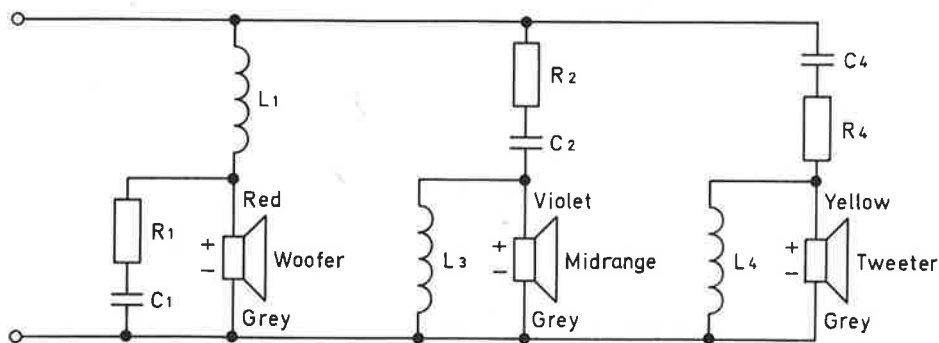 C4
R2
L1
R4
C2
Red
Violet
Yellow
R1
+
-
Woofer
L3
+
-
Midrange
L4
+
-
Tweeter
C1
Grey
Grey
Grey